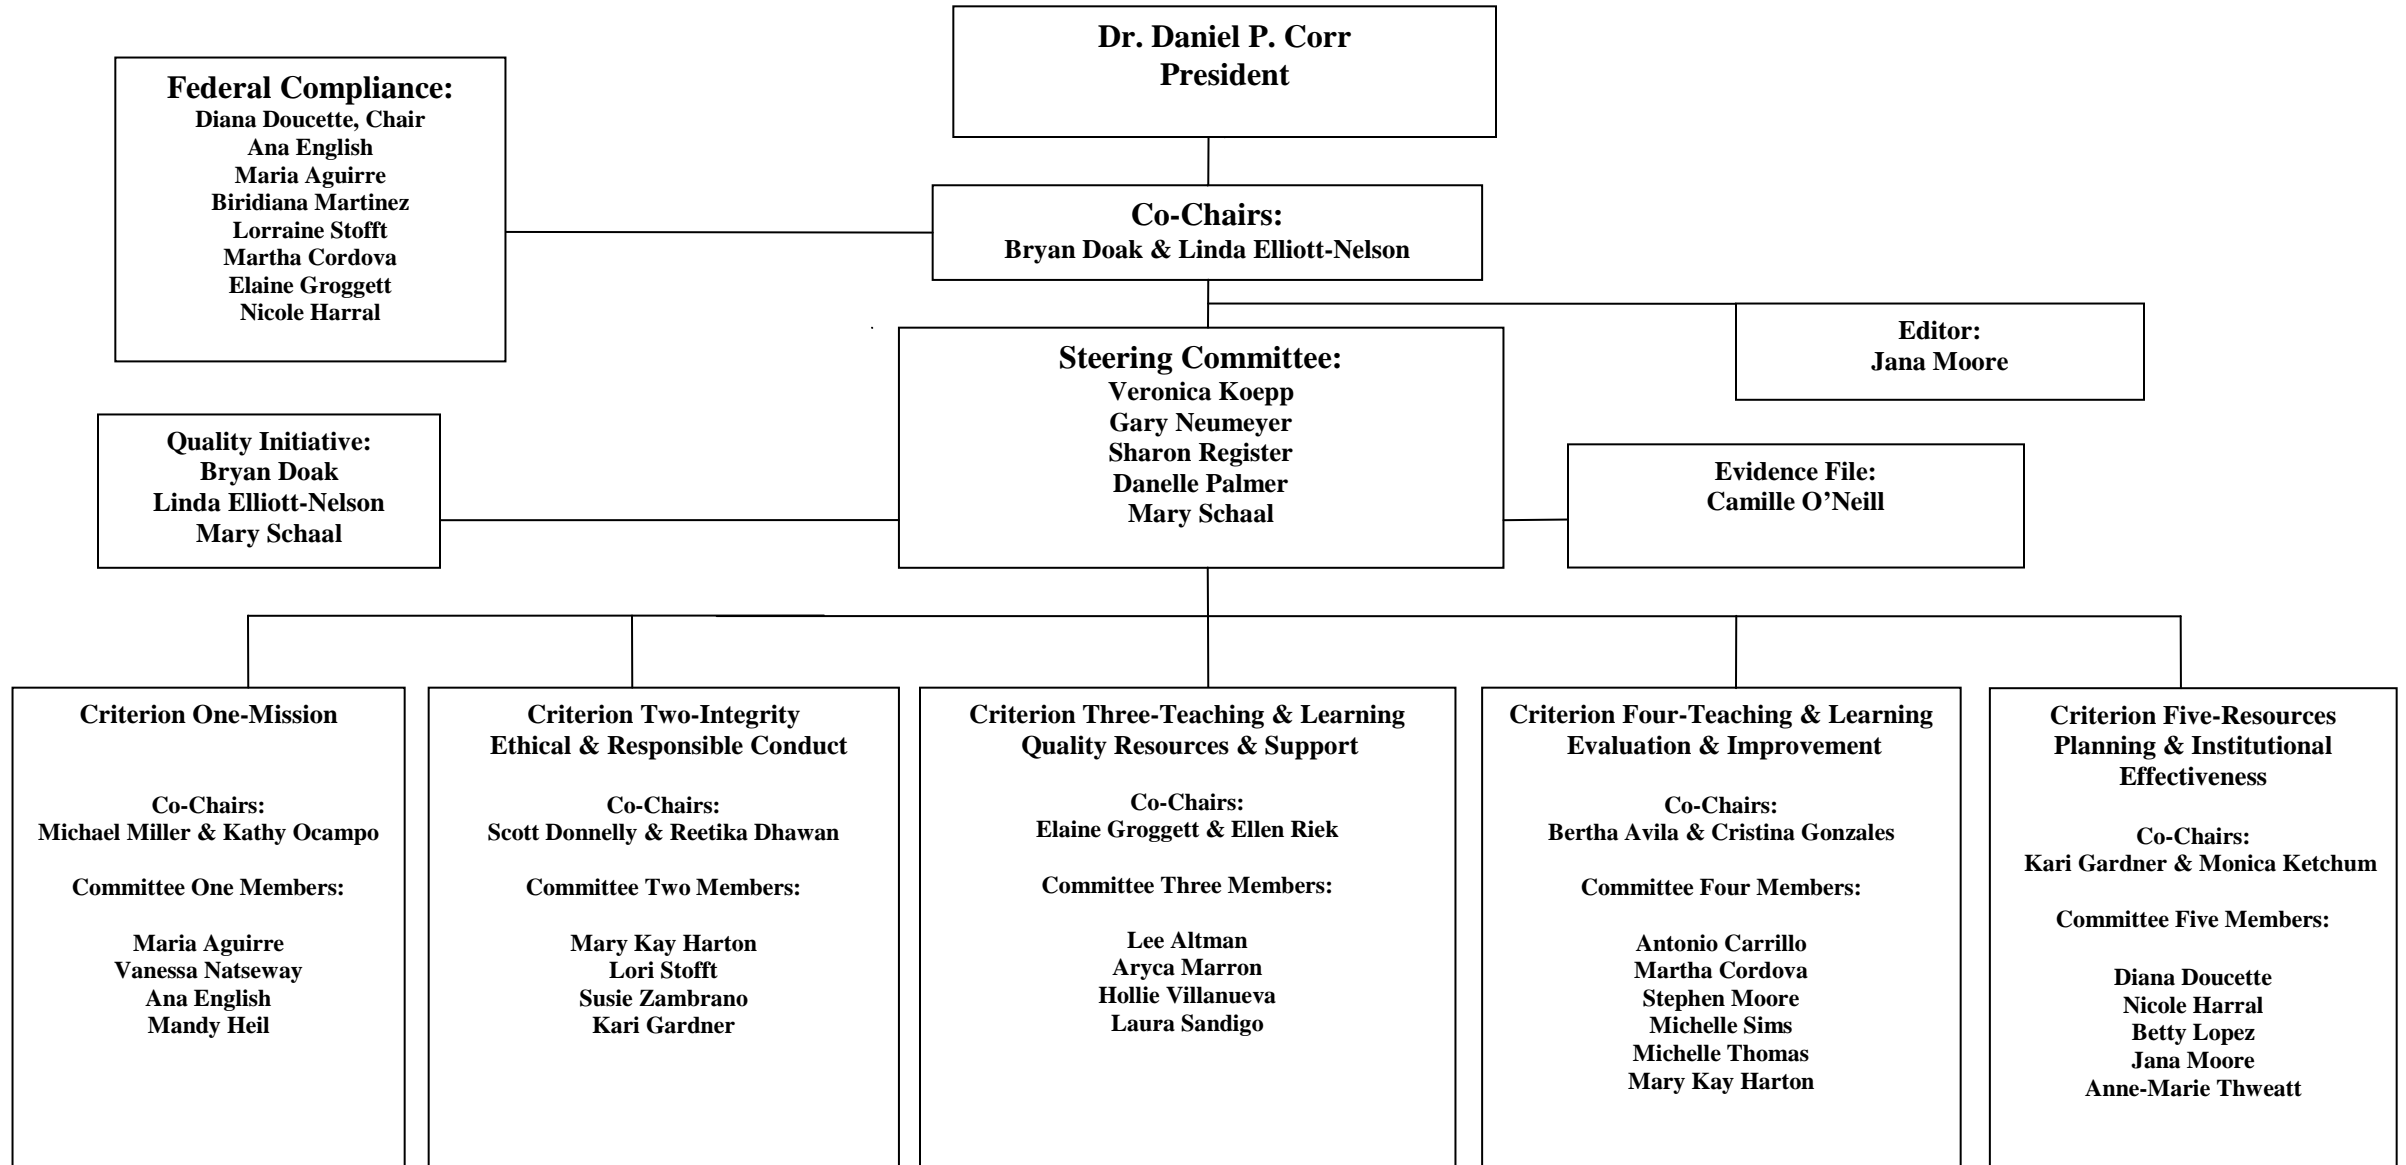 Dr. Daniel P. Corr
President
Federal Compliance:
Diana Doucette, Chair
Ana English
Maria Aguirre
Biridiana Martinez
Lorraine Stofft
Martha Cordova
Elaine Groggett
Nicole Harral
Co-Chairs:
Bryan Doak & Linda Elliott-Nelson
Editor:
Jana Moore
Steering Committee:
Veronica Koepp
Gary Neumeyer
Sharon Register
Danelle Palmer
Mary Schaal
Quality Initiative:
Bryan Doak
Linda Elliott-Nelson
Mary Schaal
Evidence File:
Camille O’Neill
Criterion One-Mission
Co-Chairs:
Michael Miller & Kathy Ocampo
Committee One Members:
Maria Aguirre
Vanessa Natseway
Ana English
Mandy Heil
Criterion Two-Integrity
Ethical & Responsible Conduct
Co-Chairs:
Scott Donnelly & Reetika Dhawan
Committee Two Members:
Mary Kay Harton
Lori Stofft
Susie Zambrano
Kari Gardner
Criterion Three-Teaching & Learning
Quality Resources & Support
Co-Chairs:
Elaine Groggett & Ellen Riek
Committee Three Members:
Lee Altman
Aryca Marron
Hollie Villanueva
Laura Sandigo
Criterion Four-Teaching & Learning
Evaluation & Improvement
Co-Chairs:
Bertha Avila & Cristina Gonzales
Committee Four Members:
Antonio Carrillo
Martha Cordova
Stephen Moore
Michelle Sims
Michelle Thomas
Mary Kay Harton
Criterion Five-Resources
Planning & Institutional
Effectiveness
Co-Chairs:
Kari Gardner & Monica Ketchum
Committee Five Members:
Diana Doucette
Nicole Harral
Betty Lopez
Jana Moore
Anne-Marie Thweatt